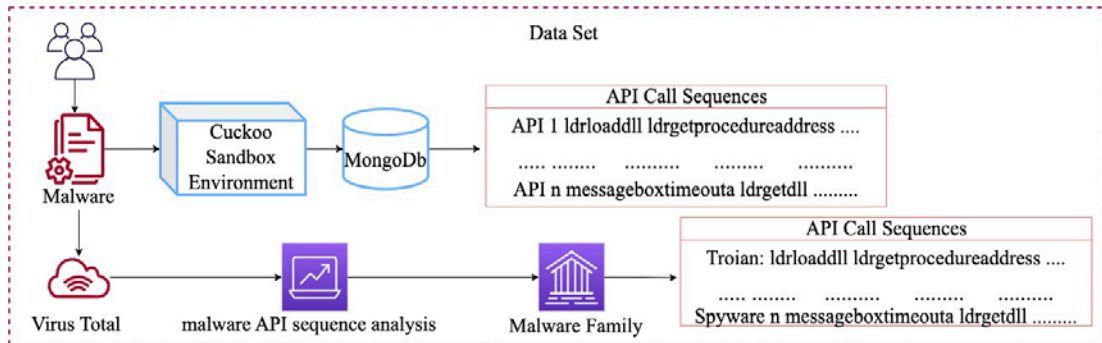 Data Set
API Call Sequences
API 1 ldrloaddll ldrgetprocedureaddress ....
..... ........ .......... ......... ..........
API n messageboxtimeouta ldrgetdll .........
Cuckoo
Sandbox
Environment
MongoDb
Malware
API Call Sequences
Troian: ldrloaddll ldrgetprocedureaddress ....
..... ........ .......... ......... ..........
Spyware n messageboxtimeouta ldrgetdll .........
Virus Total
malware API sequence analysis
Malware Family